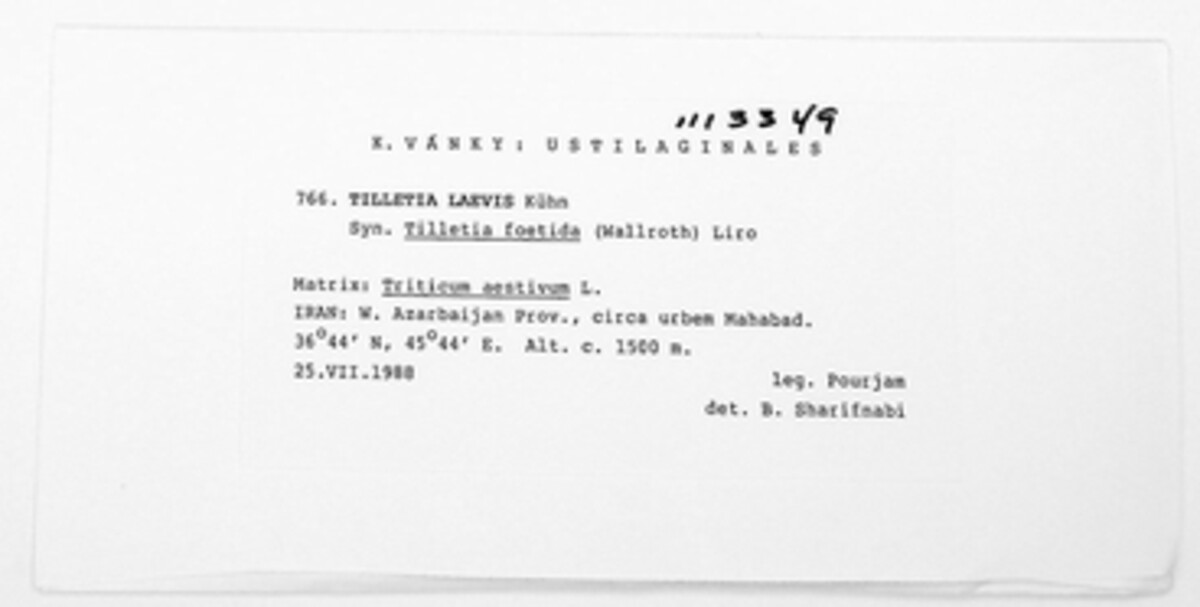 1113349
K. VÁNKY: USTILAGINALES
766. TILLETIA LAEVIS Kühn
Syn. Tilletia foetida (Wallroth) Liro
Matrix: Triticum aestivum L.
IRAN: W. Azarbaijan Prov., circa urbem Mahabad.
36°44' N, 45°44' E. Alt. c. 1500 m.
25.VII.1988 leg. Pourjam
det. B. Sharifnabi